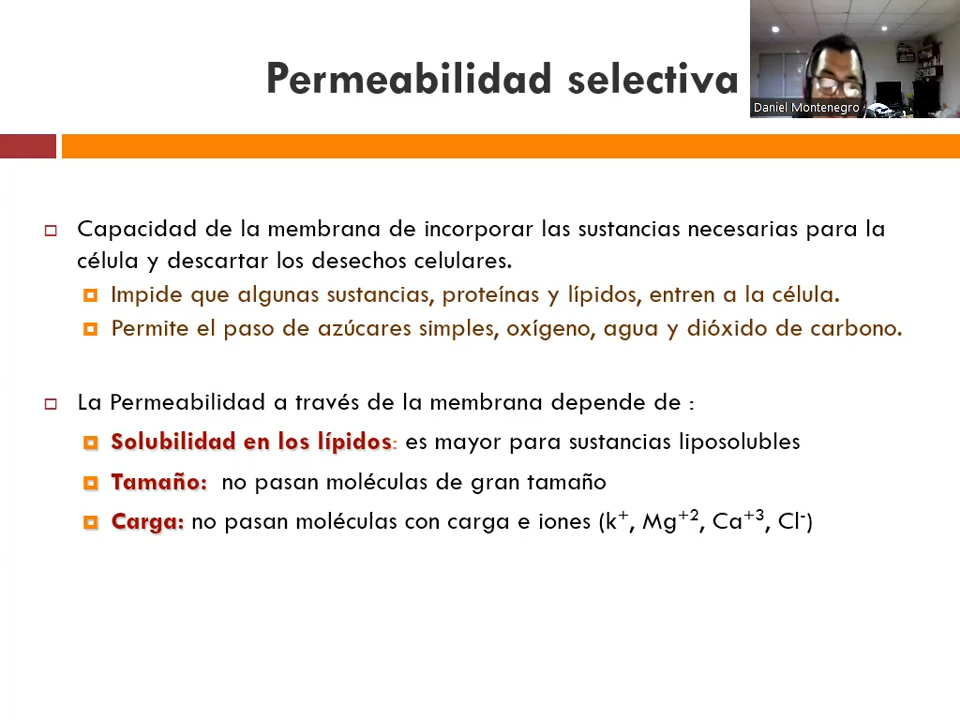 Permeabilidad selectiva
Daniel Montenegro
Capacidad de la membrana de incorporar las sustancias necesarias para la
célula y descartar los desechos celulares.
Impide que algunas sustancias, proteínas y lípidos, entren a la célula.
Permite el paso de azúcares simples, oxígeno, agua y dióxido de carbono.
La Permeabilidad a través de la membrana depende de :
Solubilidad en los lípidos: es mayor para sustancias liposolubles
Tamaño: no pasan moléculas de gran tamaño
Carga: no pasan moléculas con carga e iones (k⁺, Mg⁺², Ca⁺³, Cl⁻)